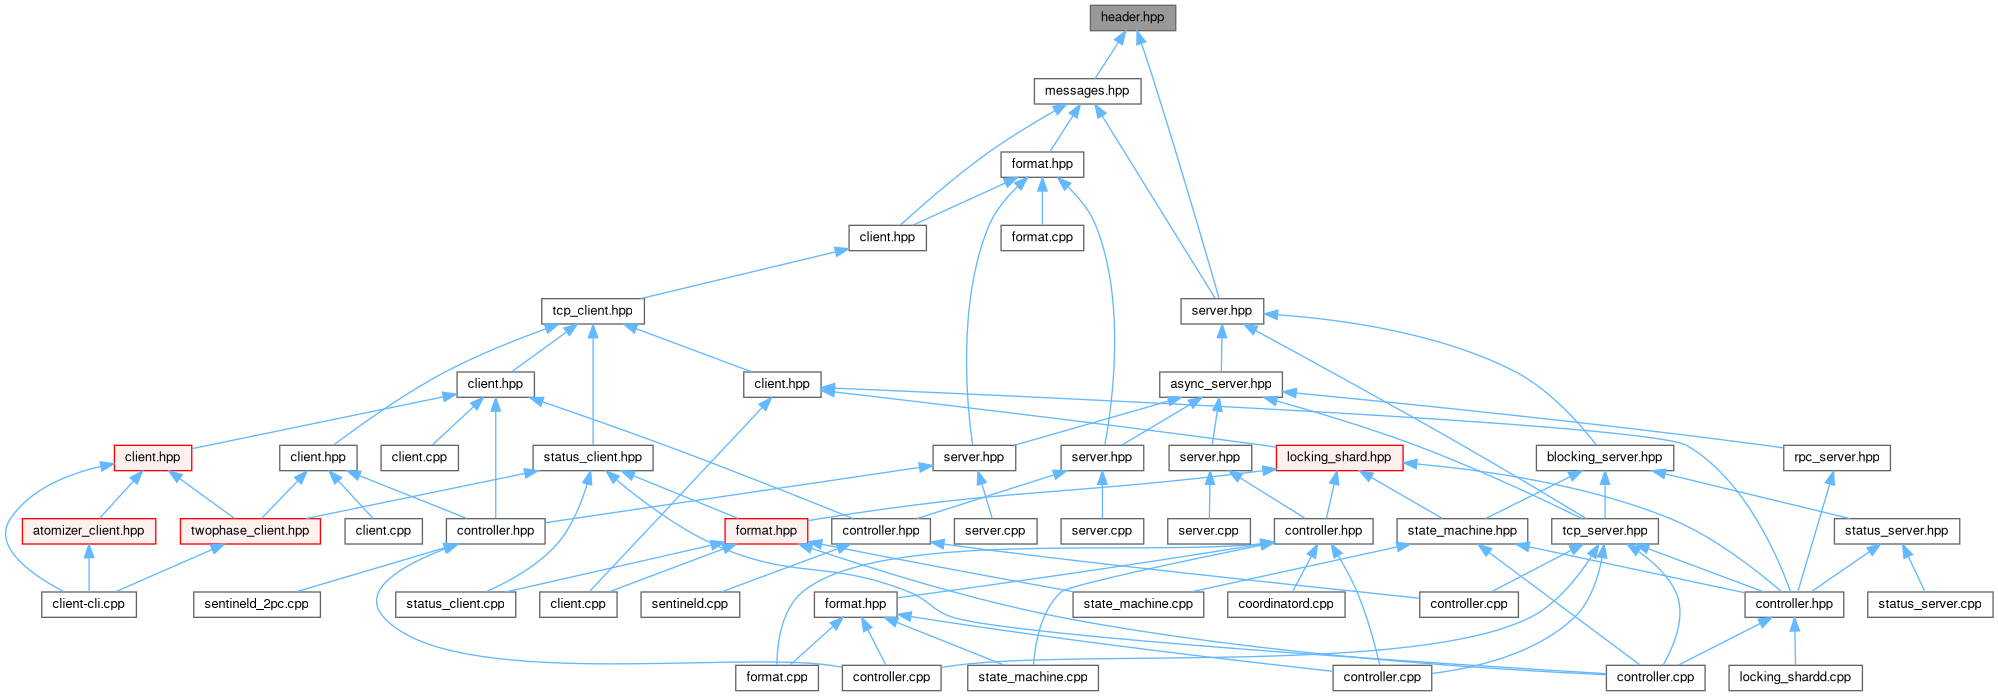 header.hpp
messages.hpp
format.hpp
client.hpp
format.cpp
tcp_client.hpp
server.hpp
client.hpp
client.hpp
async_server.hpp
client.hpp
client.hpp
client.cpp
status_client.hpp
server.hpp
server.hpp
server.hpp
locking_shard.hpp
blocking_server.hpp
rpc_server.hpp
atomizer_client.hpp
twophase_client.hpp
client.cpp
controller.hpp
format.hpp
controller.hpp
server.cpp
server.cpp
server.cpp
controller.hpp
state_machine.hpp
tcp_server.hpp
status_server.hpp
client-cli.cpp
sentineld_2pc.cpp
status_client.cpp
client.cpp
sentineld.cpp
format.hpp
state_machine.cpp
coordinatord.cpp
controller.cpp
controller.hpp
status_server.cpp
format.cpp
controller.cpp
state_machine.cpp
controller.cpp
controller.cpp
locking_shardd.cpp